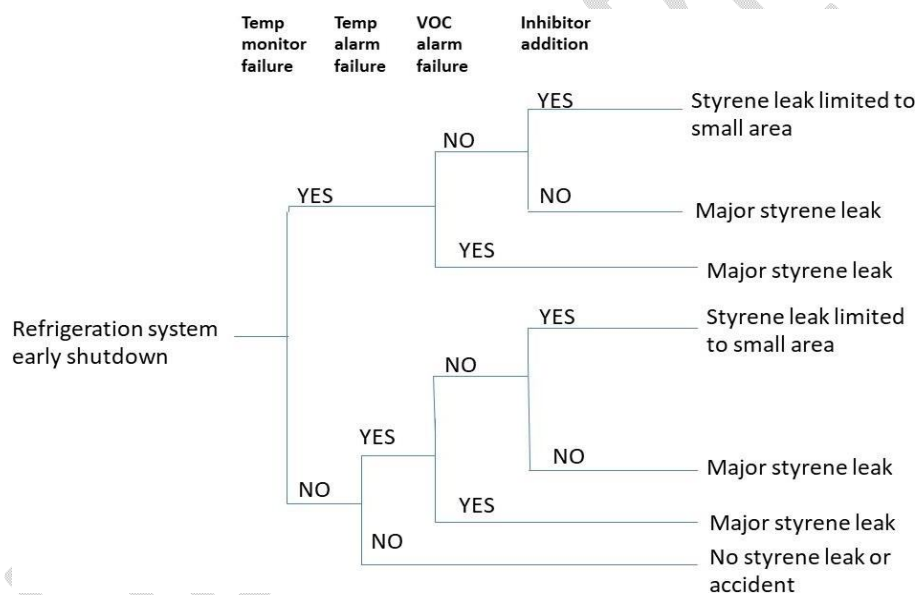 Temp monitor failure
Temp alarm failure
VOC alarm failure
Inhibitor addition
YES
Styrene leak limited to
small area
NO
YES
NO
Major styrene leak
YES
Major styrene leak
Refrigeration system
early shutdown
YES
Styrene leak limited
to small area
NO
YES
NO
Major styrene leak
NO
YES
Major styrene leak
NO
No styrene leak or
accident